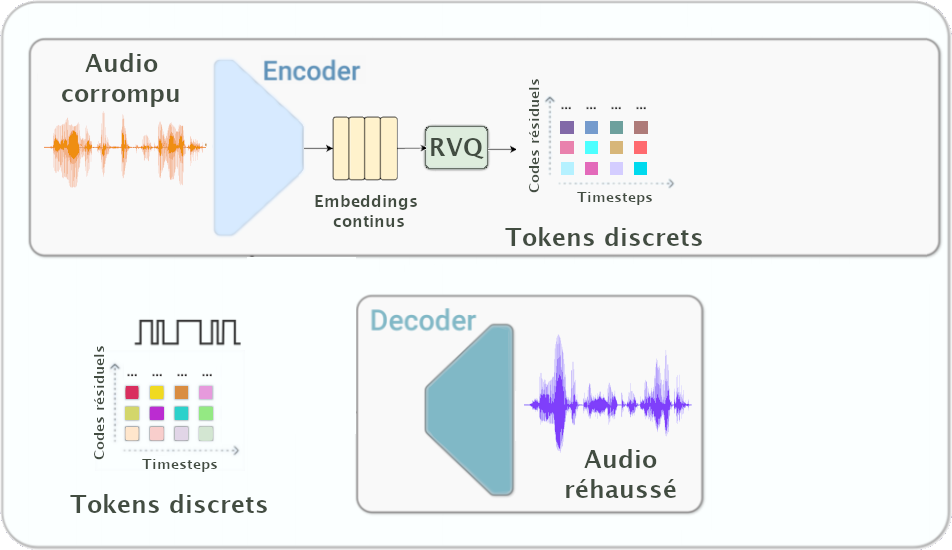 Audio
corrompu
Encoder
Embeddings
continus
RVQ
Codes résiduels
... ... ... ...
Timesteps
Tokens discrets
Codes résiduels
... ... ... ...
Timesteps
Tokens discrets
Decoder
Audio
réhaussé